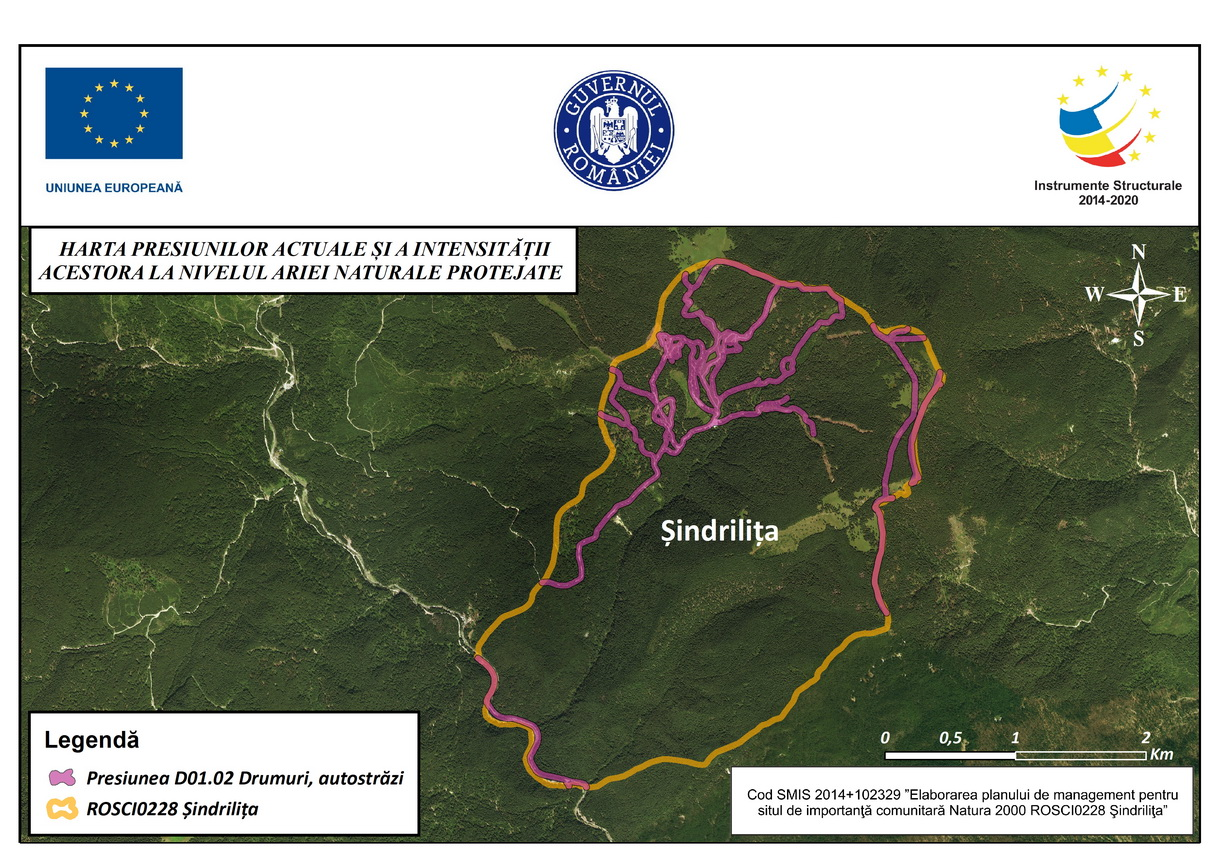 UNIUNEA EUROPEANĂ
GUVERNUL
ROMÂNIEI
Instrumente Structurale
2014-2020
HARTA PRESIUNILOR ACTUALE ȘI A INTENSITĂȚII
ACESTORA LA NIVELUL ARIEI NATURALE PROTEJATE
N
W E
S
Șindrilița
Legendă
Presiunea D01.02 Drumuri, autostrăzi
ROSCI0228 Șindrilița
0 0,5 1 2
Km
Cod SMIS 2014+102329 ”Elaborarea planului de management pentru
situl de importanţă comunitară Natura 2000 ROSCI0228 Şindriliţa”